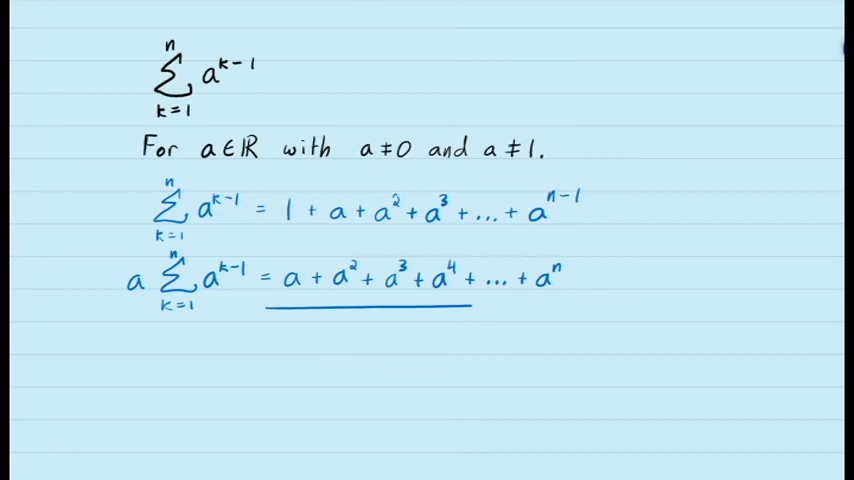 n
∑ a^{k-1}
k=1
For a∈ℝ with a≠0 and a≠1.
n
∑ a^{k-1} = 1 + a + a^2 + a^3 + ... + a^{n-1}
k=1
n
a ∑ a^{k-1} = a + a^2 + a^3 + a^4 + ... + a^n
k=1